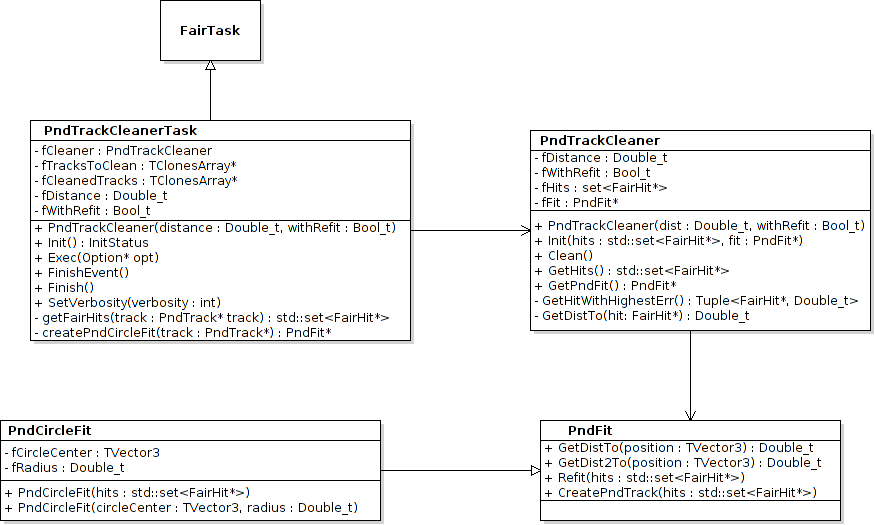 FairTask
PndTrackCleanerTask
- fCleaner : PndTrackCleaner
- fTracksToClean : TClonesArray*
- fCleanedTracks : TClonesArray*
- fDistance : Double_t
- fWithRefit : Bool_t
+ PndTrackCleaner(distance : Double_t, withRefit : Bool_t)
+ Init() : InitStatus
+ Exec(Option* opt)
+ FinishEvent()
+ Finish()
+ SetVerbosity(verbosity : int)
- getFairHits(track : PndTrack* track) : std::set<FairHit*>
- createPndCircleFit(track : PndTrack*) : PndFit*
PndTrackCleaner
- fDistance : Double_t
- fWithRefit : Bool_t
- fHits : set<FairHit*>
- fFit : PndFit*
+ PndTrackCleaner(dist : Double_t, withRefit : Bool_t)
+ Init(hits : std::set<FairHit*>, fit : PndFit*)
+ Clean()
+ GetHits() : std::set<FairHit*>
+ GetPndFit() : PndFit*
- GetHitWithHighestErr() : Tuple<FairHit*, Double_t>
- GetDistTo(hit: FairHit*) : Double_t
PndCircleFit
- fCircleCenter : TVector3
- fRadius : Double_t
+ PndCircleFit(hits : std::set<FairHit*>)
+ PndCircleFit(circleCenter : TVector3, radius : Double_t)
PndFit
+ GetDistTo(position : TVector3) : Double_t
+ GetDist2To(position : TVector3) : Double_t
+ Refit(hits : std::set<FairHit*>)
+ CreatePndTrack(hits : std::set<FairHit*>)